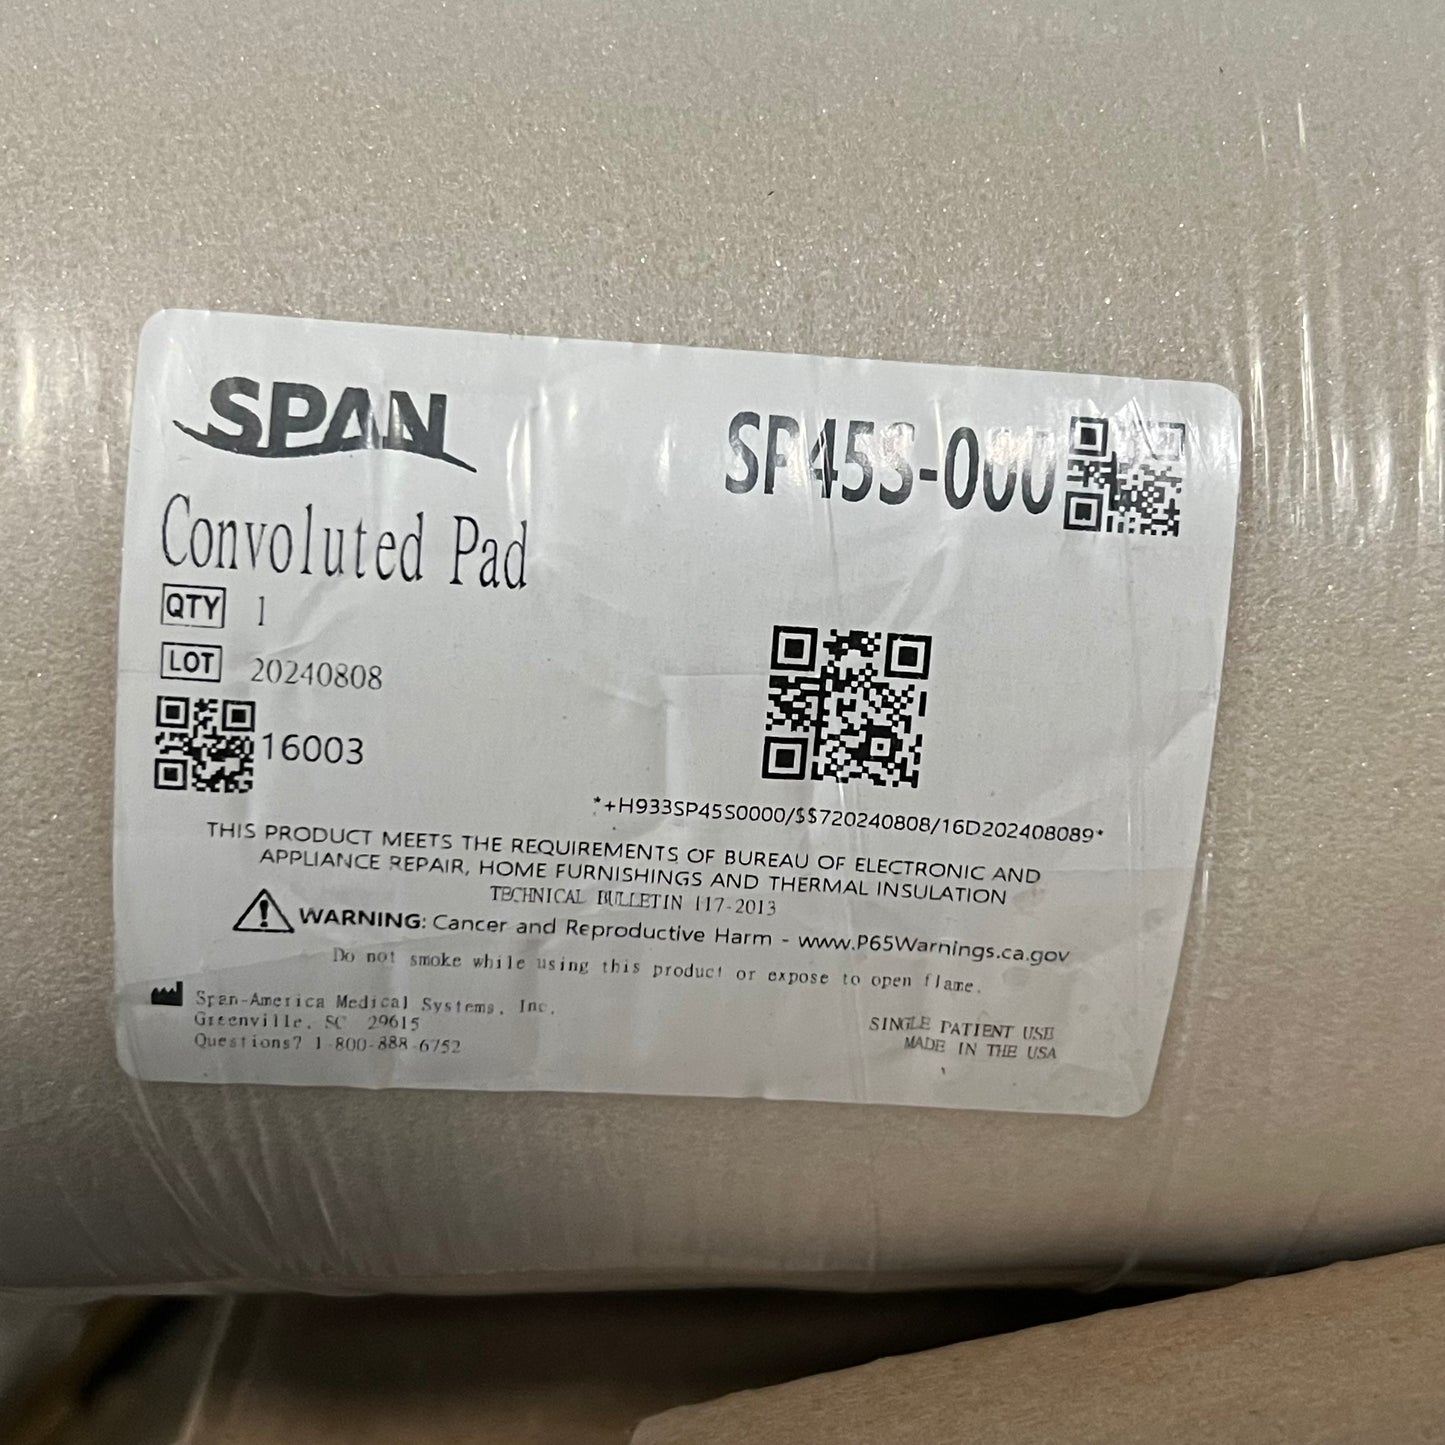 SPAN
SP45S-000
Convoluted Pad
QTY 1
LOT 20240808
16003
*+H933SP45S0000/$$720240808/16D202408089*
THIS PRODUCT MEETS THE REQUIREMENTS OF BUREAU OF ELECTRONIC AND
APPLIANCE REPAIR, HOME FURNISHINGS AND THERMAL INSULATION
TECHNICAL BULLETIN 117-2013
WARNING: Cancer and Reproductive Harm - www.P65Warnings.ca.gov
Do not smoke while using this product or expose to open flame.
Span-America Medical Systems, Inc.
Greenville, SC 29615
Questions? 1-800-888-6752
SINGLE PATIENT USE
MADE IN THE USA